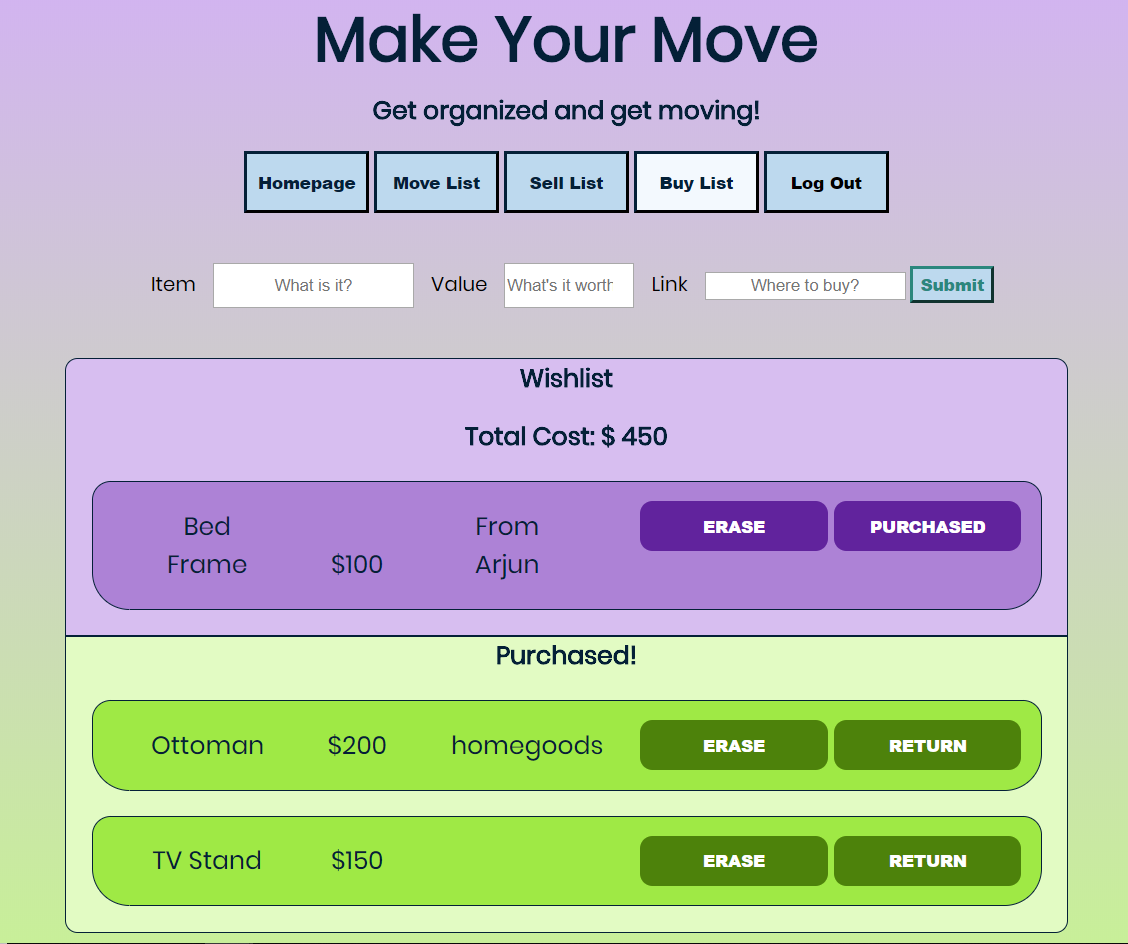 Make Your Move
Get organized and get moving!
Homepage Move List Sell List Buy List Log Out
Item What is it? Value What's it worth Link Where to buy? Submit
Wishlist
Total Cost: $ 450
Bed Frame $100 From Arjun ERASE PURCHASED
Purchased!
Ottoman $200 homegoods ERASE RETURN
TV Stand $150 ERASE RETURN